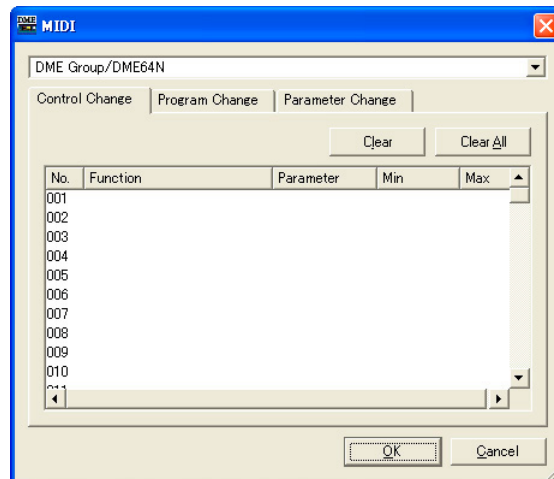 DME MIDI
DME Group/DME64N
Control Change Program Change Parameter Change
Clear Clear All
No. Function Parameter Min Max
001
002
003
004
005
006
007
008
009
010
011
OK Cancel